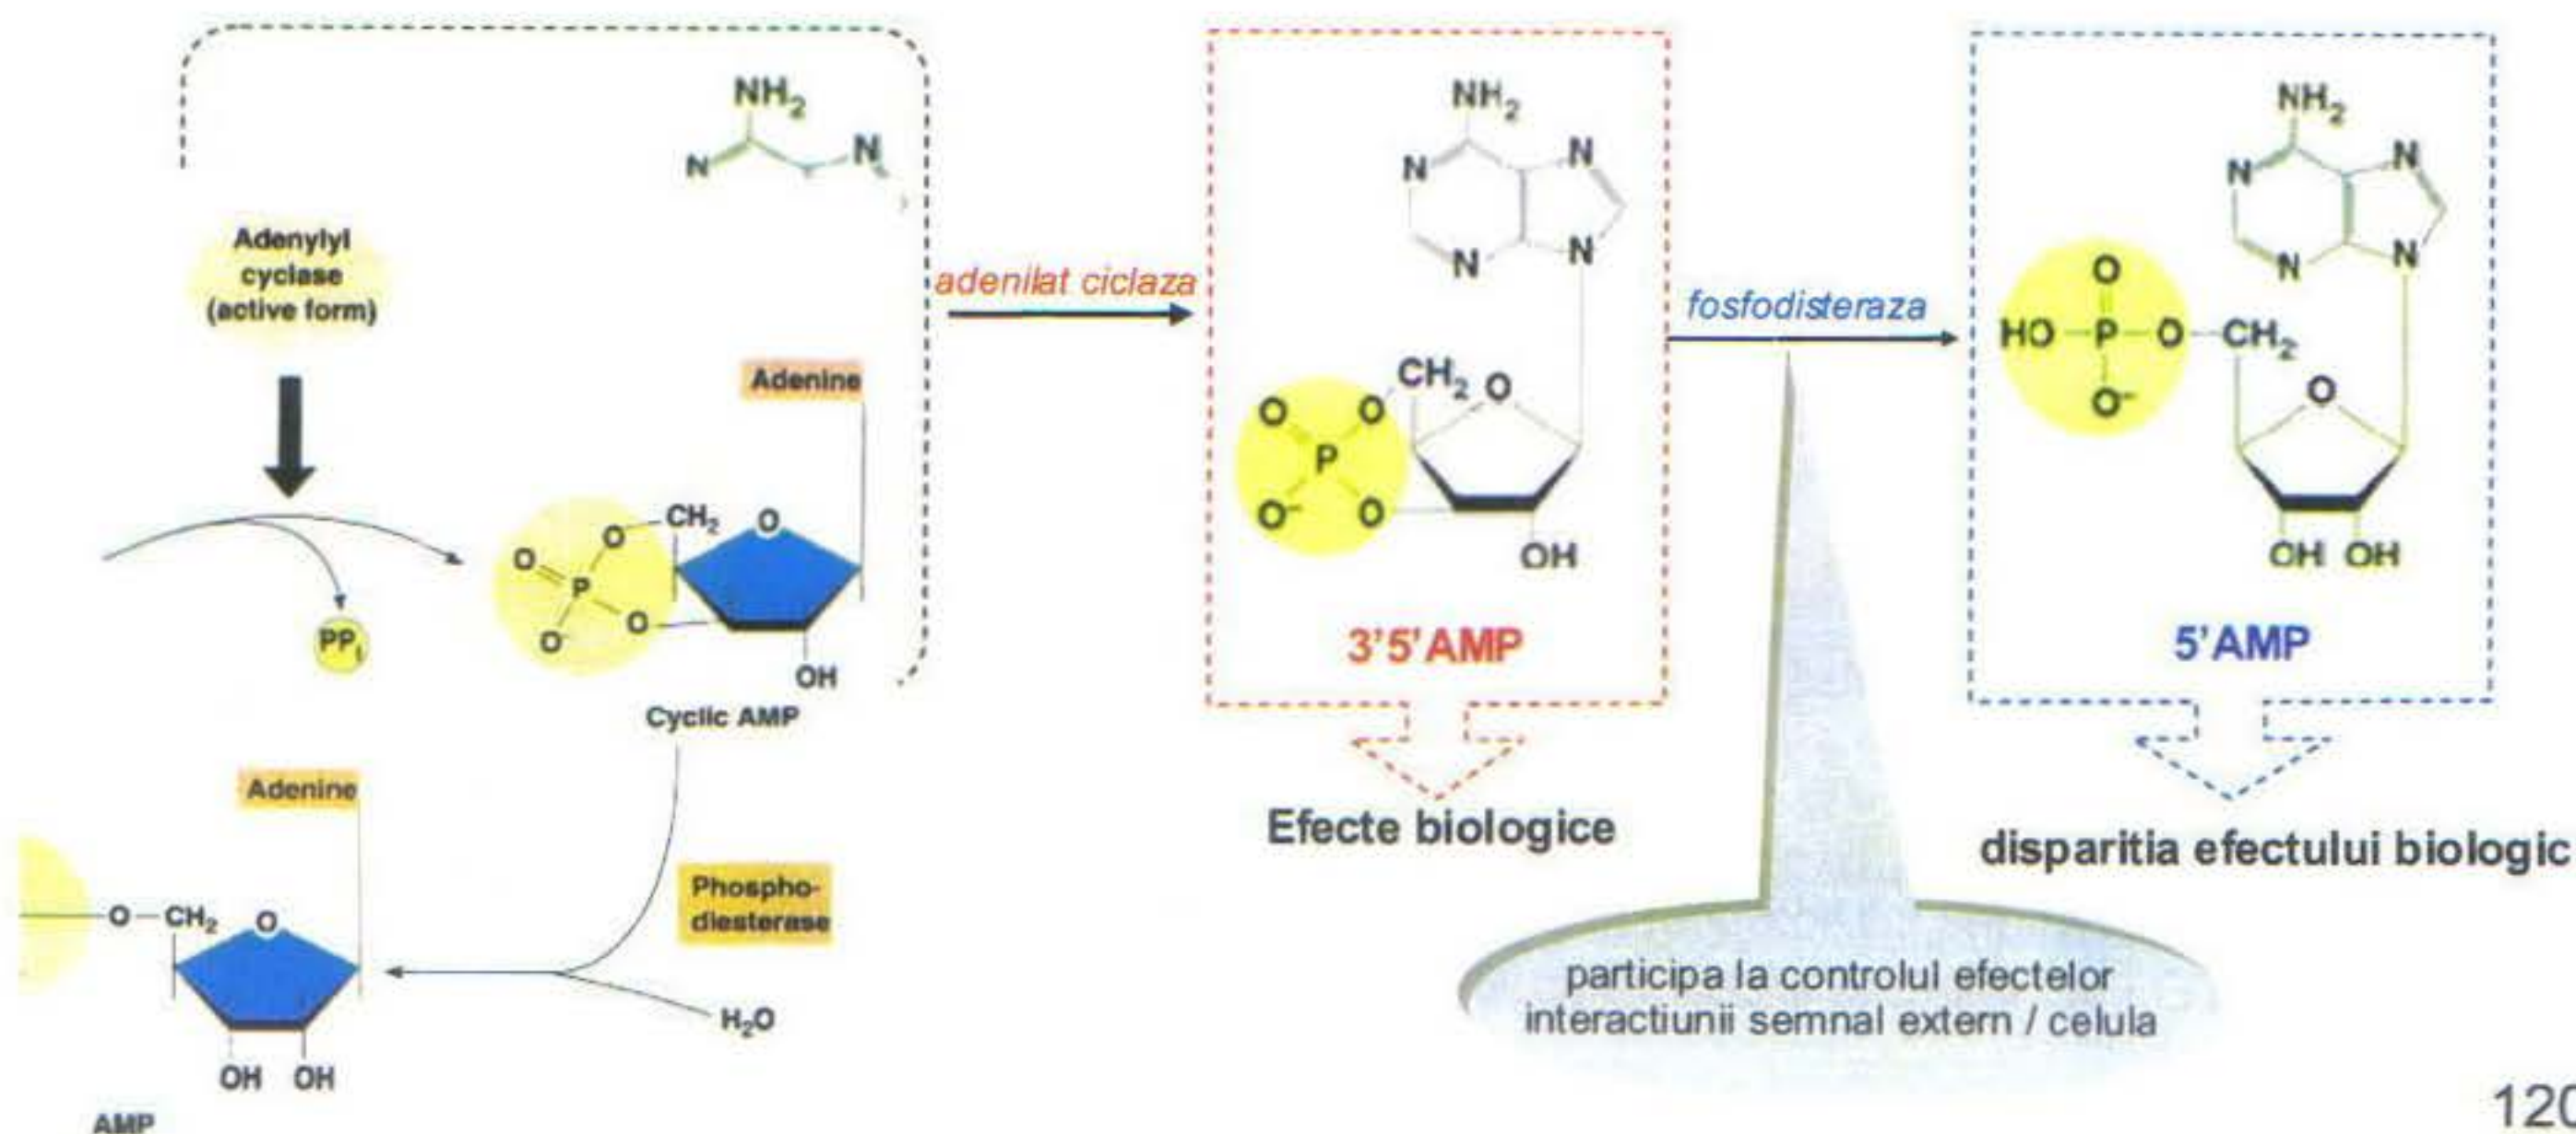 NH₂
N
N
Adenylyl
cyclase
(active form)
PPᵢ
Adenine
O
CH₂
O
O
P
O⁻
O
OH
Cyclic AMP
Phospho-
diesterase
H₂O
Adenine
O
CH₂
O
OH OH
AMP
adenilat ciclaza
NH₂
N
N
N
N
CH₂
O
O
O
P
O⁻
O
OH
3'5'AMP
Efecte biologice
fosfodisteraza
participa la controlul efectelor
interactiunii semnal extern / celula
NH₂
N
N
N
N
O
HO P O CH₂
O⁻
O
OH OH
5'AMP
disparitia efectului biologic
120